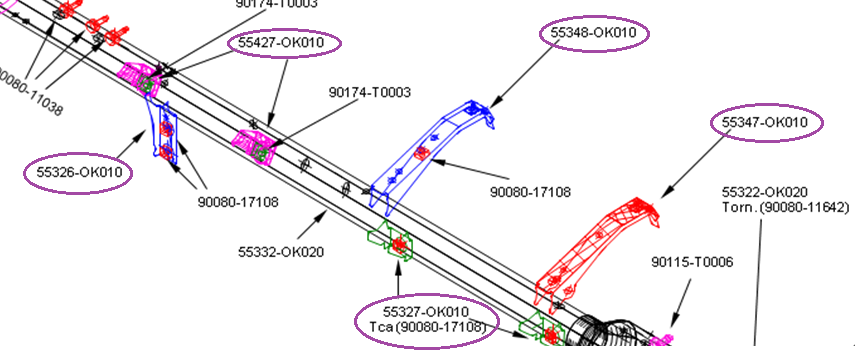 90174-T0003
55427-OK010
55348-OK010
90080-11038
90174-T0003
55347-OK010
55326-OK010
90080-17108
90080-17108
55322-OK020
Torn.(90080-11642)
55332-OK020
90115-T0006
55327-OK010
Tca(90080-17108)